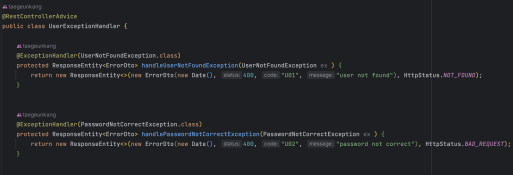 taegeunkang
@RestControllerAdvice
public class UserExceptionHandler {
taegeunkang
@ExceptionHandler(UserNotFoundException.class)
protected ResponseEntity<ErrorDto> handleUserNotFoundException(UserNotFoundException ex ) {
return new ResponseEntity<>(new ErrorDto(new Date(), status: 400, code: "U01", message: "user not found"), HttpStatus.NOT_FOUND);
}
taegeunkang
@ExceptionHandler(PasswordNotCorrectException.class)
protected ResponseEntity<ErrorDto> handlePasswordNotCorrectException(PasswordNotCorrectException ex ) {
return new ResponseEntity<>(new ErrorDto(new Date(), status: 400, code: "U02", message: "password not correct"), HttpStatus.BAD_REQUEST);
}